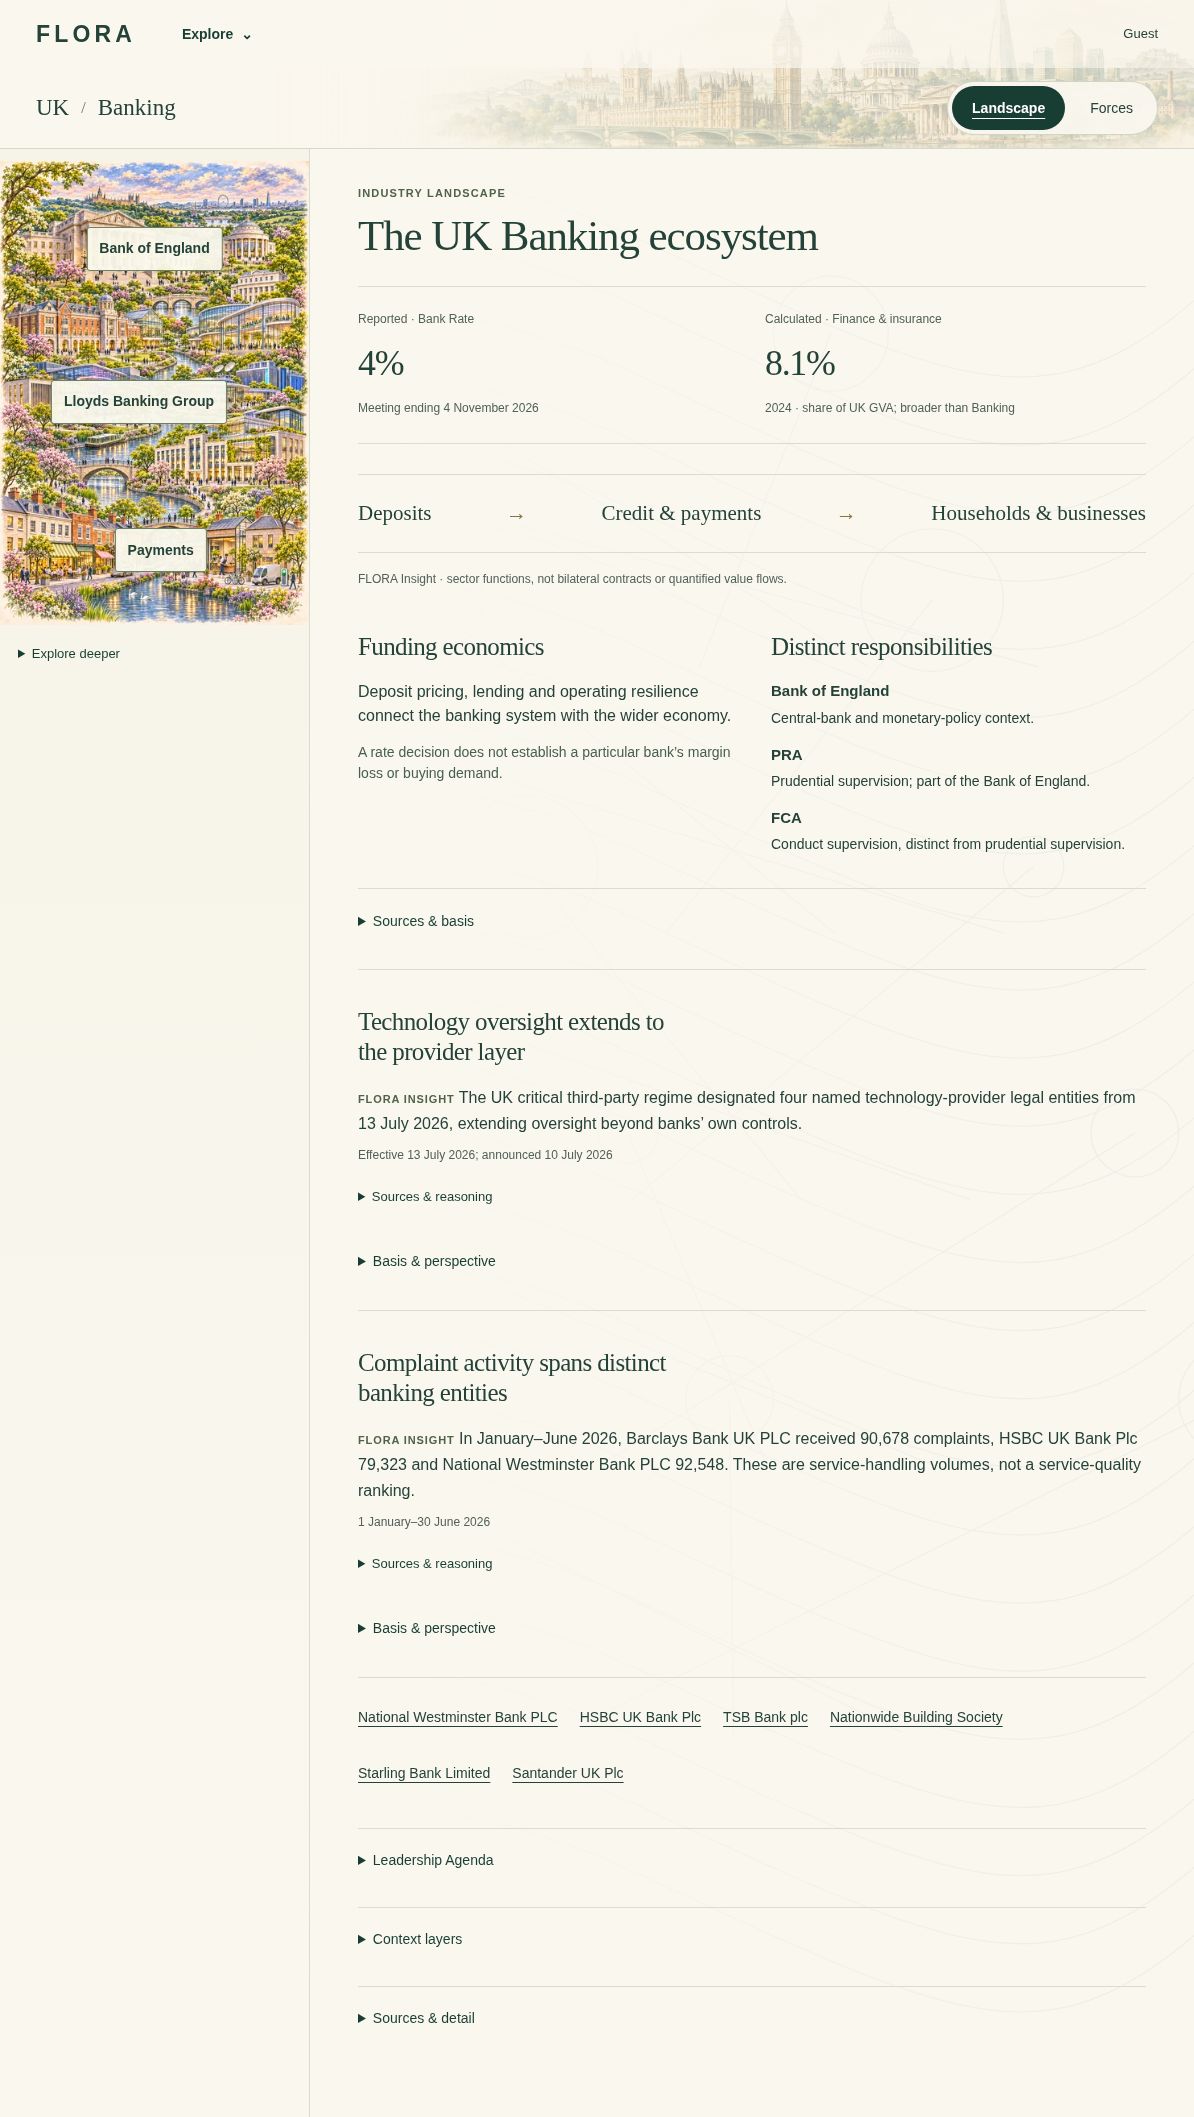 FLORA
Explore
Guest
UK / Banking
Landscape
Forces
Bank of England
Lloyds Banking Group
Payments
▶ Explore deeper
INDUSTRY LANDSCAPE
The UK Banking ecosystem
Reported · Bank Rate
4%
Meeting ending 4 November 2026
Calculated · Finance & insurance
8.1%
2024 · share of UK GVA; broader than Banking
Deposits → Credit & payments → Households & businesses
FLORA Insight · sector functions, not bilateral contracts or quantified value flows.
Funding economics
Deposit pricing, lending and operating resilience
connect the banking system with the wider economy.
A rate decision does not establish a particular bank’s margin
loss or buying demand.
Distinct responsibilities
Bank of England
Central-bank and monetary-policy context.
PRA
Prudential supervision; part of the Bank of England.
FCA
Conduct supervision, distinct from prudential supervision.
▶ Sources & basis
Technology oversight extends to
the provider layer
FLORA INSIGHT The UK critical third-party regime designated four named technology-provider legal entities from
13 July 2026, extending oversight beyond banks’ own controls.
Effective 13 July 2026; announced 10 July 2026
▶ Sources & reasoning
▶ Basis & perspective
Complaint activity spans distinct
banking entities
FLORA INSIGHT In January–June 2026, Barclays Bank UK PLC received 90,678 complaints, HSBC UK Bank Plc
79,323 and National Westminster Bank PLC 92,548. These are service-handling volumes, not a service-quality
ranking.
1 January–30 June 2026
▶ Sources & reasoning
▶ Basis & perspective
National Westminster Bank PLC HSBC UK Bank Plc TSB Bank plc Nationwide Building Society
Starling Bank Limited Santander UK Plc
▶ Leadership Agenda
▶ Context layers
▶ Sources & detail